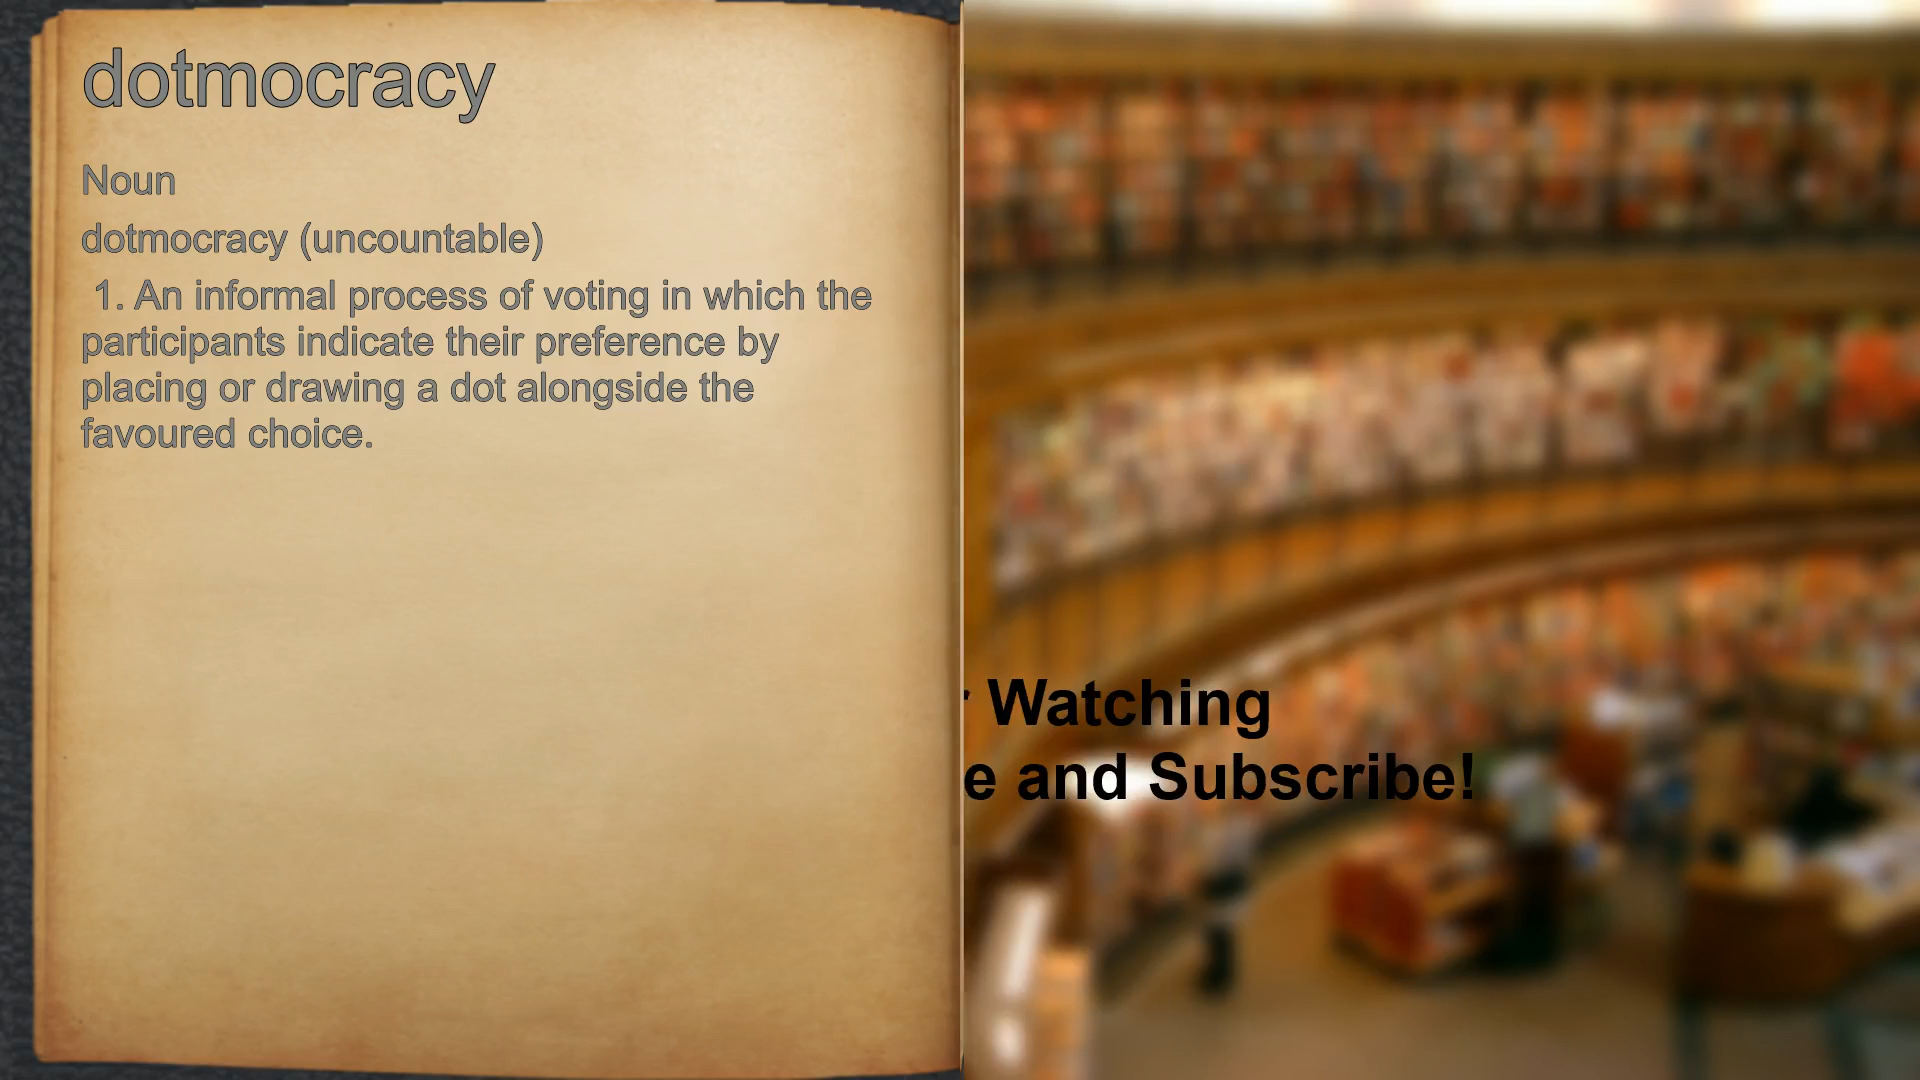 dotmocracy
Noun
dotmocracy (uncountable)
1. An informal process of voting in which the
participants indicate their preference by
placing or drawing a dot alongside the
favoured choice.
Watching
and Subscribe!